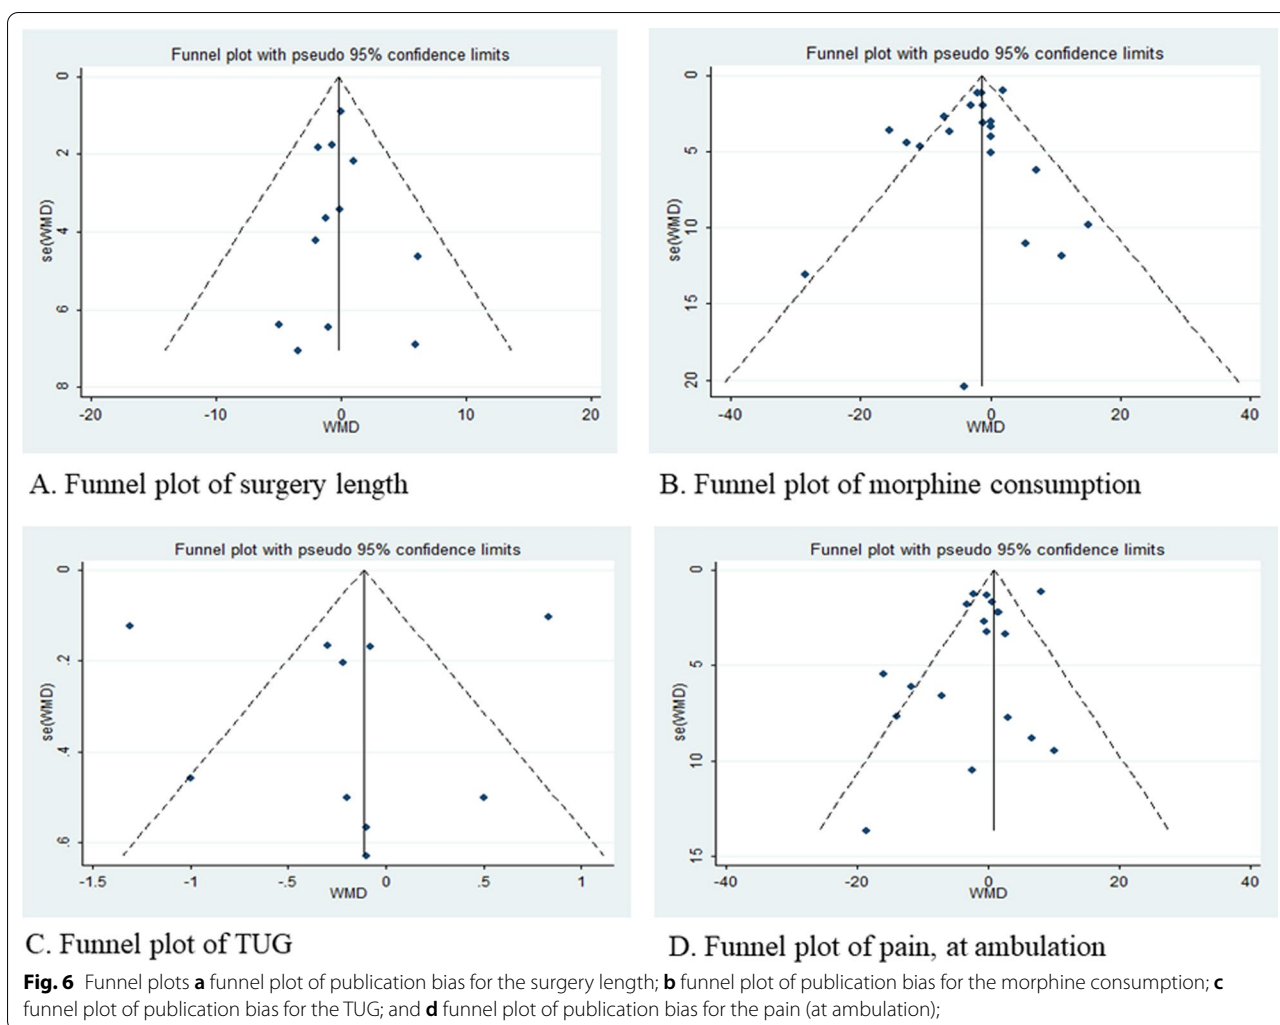 Funnel plot with pseudo 95% confidence limits
0
2
4
6
8
se(WMD)
-20 -10 0 10 20
WMD
A. Funnel plot of surgery length
Funnel plot with pseudo 95% confidence limits
0
5
10
15
20
se(WMD)
-40 -20 0 20 40
WMD
B. Funnel plot of morphine consumption
Funnel plot with pseudo 95% confidence limits
0
.2
.4
.6
se(WMD)
-1.5 -1 -.5 0 .5 1
WMD
C. Funnel plot of TUG
Funnel plot with pseudo 95% confidence limits
0
5
10
15
se(WMD)
-40 -20 0 20 40
WMD
D. Funnel plot of pain, at ambulation
Fig. 6 Funnel plots a funnel plot of publication bias for the surgery length; b funnel plot of publication bias for the morphine consumption; c
funnel plot of publication bias for the TUG; and d funnel plot of publication bias for the pain (at ambulation);